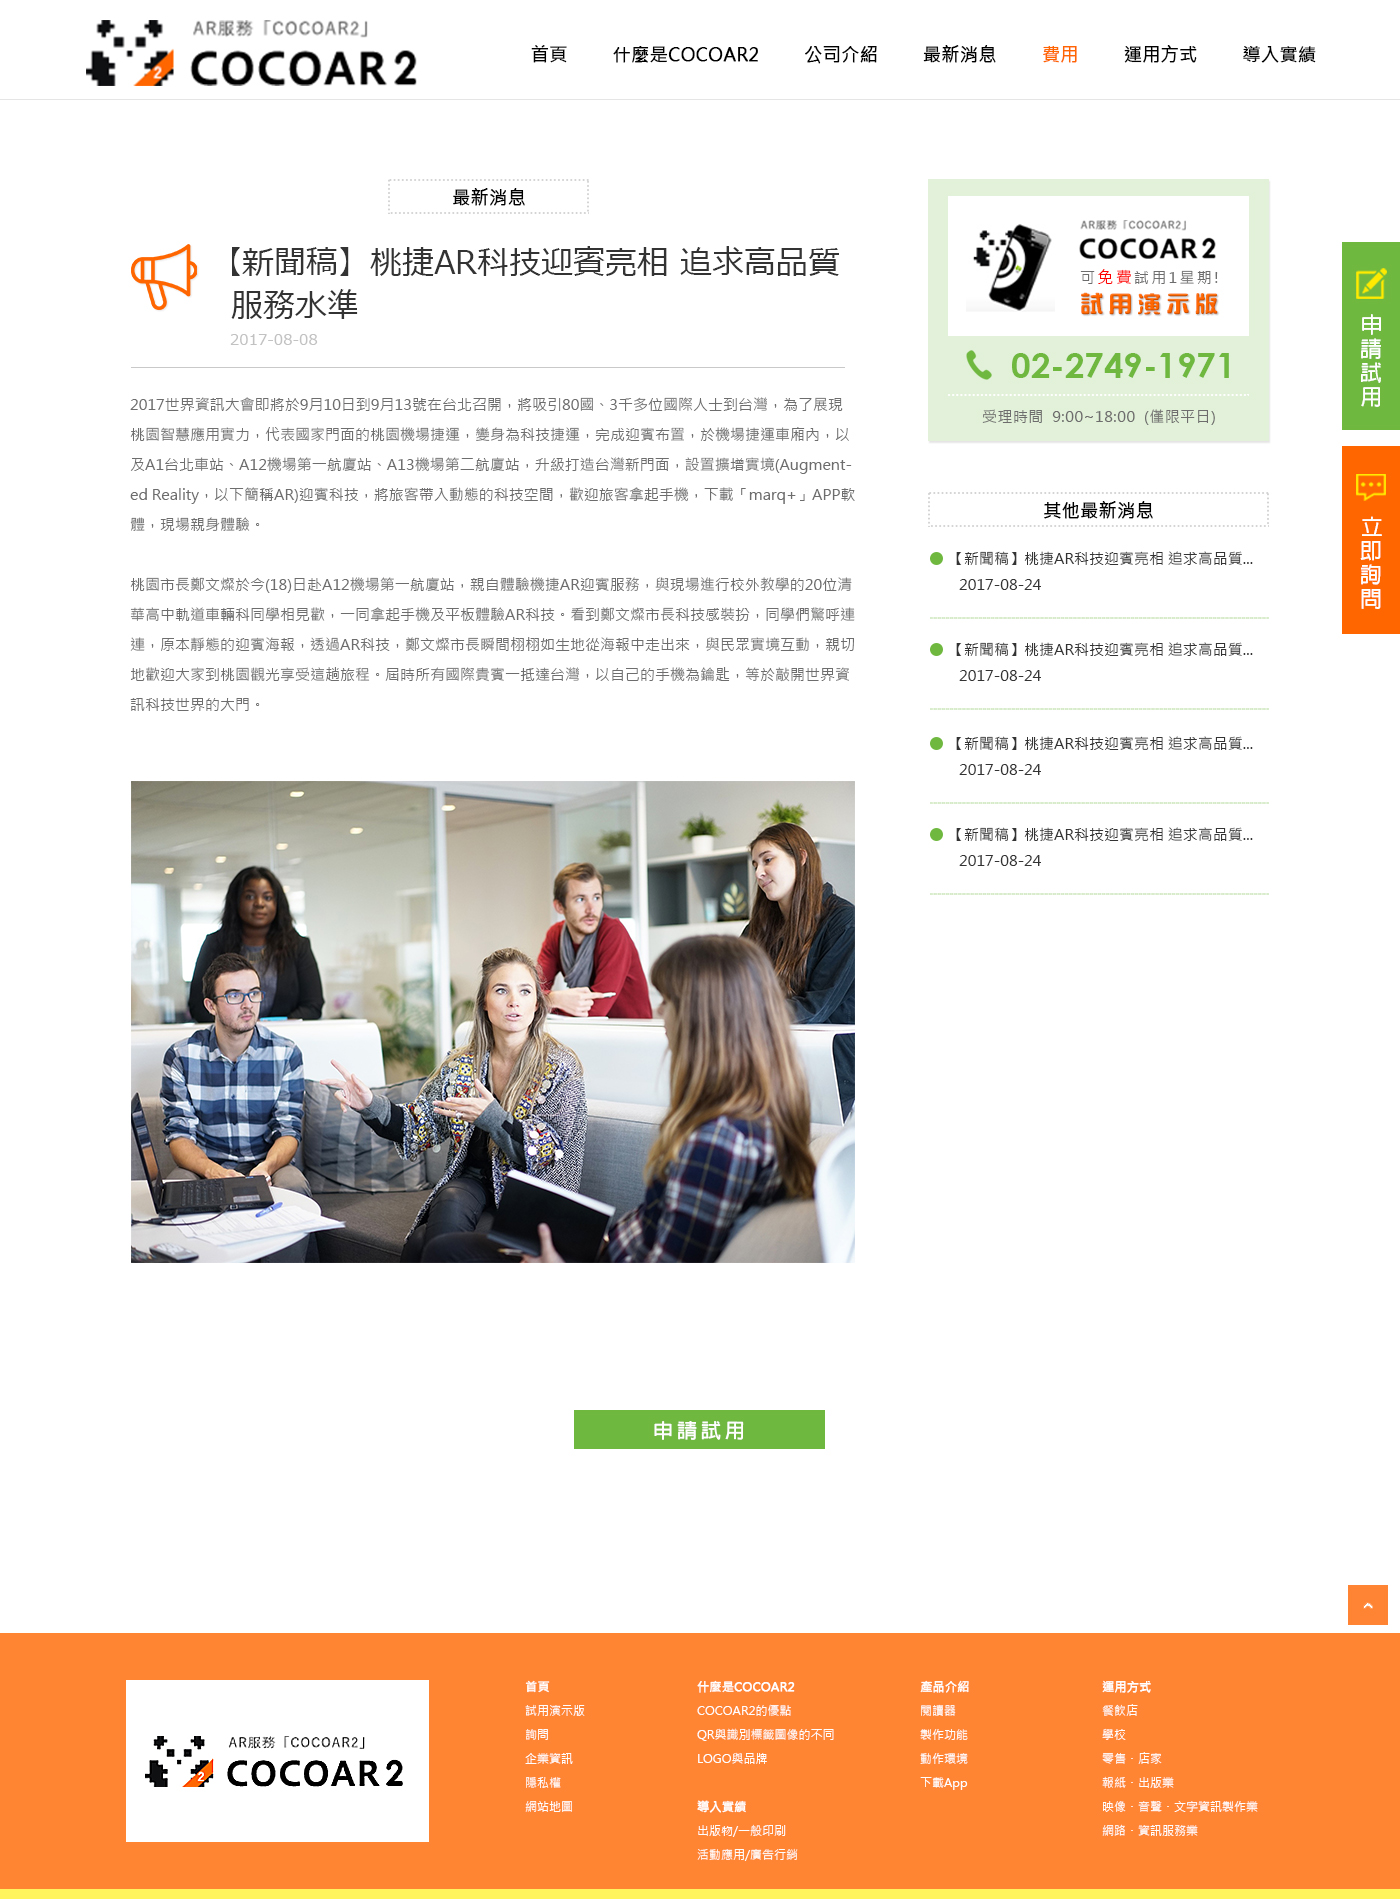 AR服務「COCOAR2」
COCOAR2
首頁 什麼是COCOAR2 公司介紹 最新消息 費用 運用方式 導入實績
最新消息
【新聞稿】桃捷AR科技迎賓亮相 追求高品質
服務水準
2017-08-08
2017世界資訊大會即將於9月10日到9月13號在台北召開，將吸引80國、3千多位國際人士到台灣，為了展現
桃園智慧應用實力，代表國家門面的桃園機場捷運，變身為科技捷運，完成迎賓布置，於機場捷運車廂內，以
及A1台北車站、A12機場第一航廈站、A13機場第二航廈站，升級打造台灣新門面，設置擴增實境(Augment-
ed Reality，以下簡稱AR)迎賓科技，將旅客帶入動態的科技空間，歡迎旅客拿起手機，下載「marq+」APP軟
體，現場親身體驗。
桃園市長鄭文燦於今(18)日赴A12機場第一航廈站，親自體驗機捷AR迎賓服務，與現場進行校外教學的20位清
華高中軌道車輛科同學相見歡，一同拿起手機及平板體驗AR科技。看到鄭文燦市長科技感裝扮，同學們驚呼連
連，原本靜態的迎賓海報，透過AR科技，鄭文燦市長瞬間栩栩如生地從海報中走出來，與民眾實境互動，親切
地歡迎大家到桃園觀光享受這趟旅程。屆時所有國際貴賓一抵達台灣，以自己的手機為鑰匙，等於敲開世界資
訊科技世界的大門。
AR服務「COCOAR2」
COCOAR2
可免費試用1星期!
試用演示版
02-2749-1971
受理時間 9:00~18:00 (僅限平日)
其他最新消息
【新聞稿】桃捷AR科技迎賓亮相 追求高品質...
2017-08-24
【新聞稿】桃捷AR科技迎賓亮相 追求高品質...
2017-08-24
【新聞稿】桃捷AR科技迎賓亮相 追求高品質...
2017-08-24
【新聞稿】桃捷AR科技迎賓亮相 追求高品質...
2017-08-24
申請試用
立即詢問
申請試用
AR服務「COCOAR2」
COCOAR2
首頁
試用演示版
詢問
企業資訊
隱私權
網站地圖
什麼是COCOAR2
COCOAR2的優點
QR與識別標籤圖像的不同
LOGO與品牌
導入實績
出版物/一般印刷
活動應用/廣告行銷
產品介紹
閱讀器
製作功能
動作環境
下載App
運用方式
餐飲店
學校
零售．店家
報紙．出版業
映像．音聲．文字資訊製作業
網路．資訊服務業